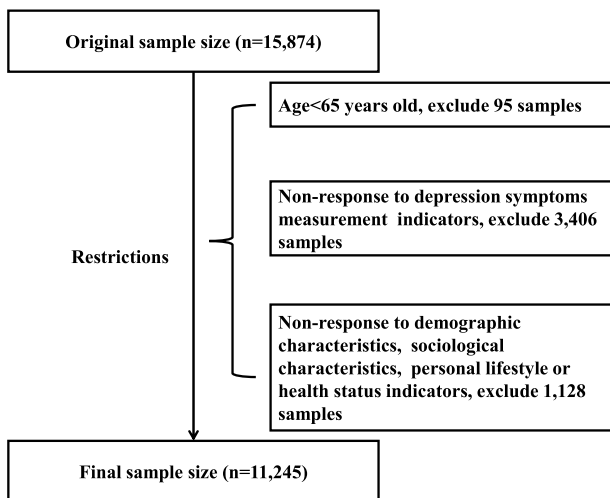 Original sample size (n=15,874)
Age<65 years old, exclude 95 samples
Non-response to depression symptoms
measurement indicators, exclude 3,406
samples
Restrictions
Non-response to demographic
characteristics, sociological
characteristics, personal lifestyle or
health status indicators, exclude 1,128
samples
Final sample size (n=11,245)